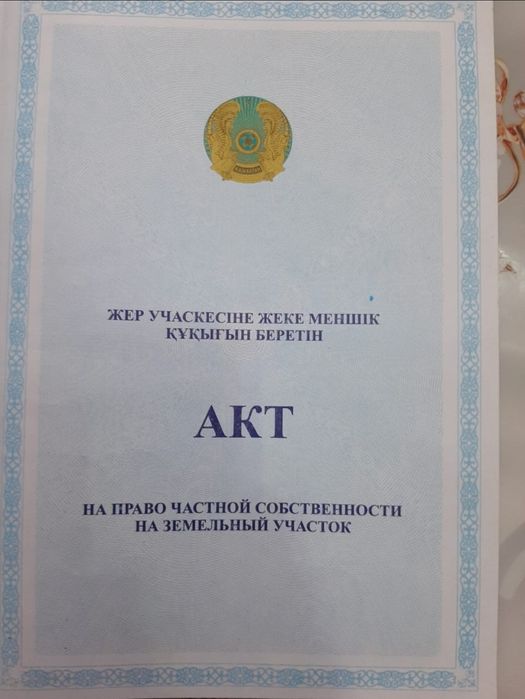 ЖЕР УЧАСКЕСІНЕ ЖЕКЕ МЕНШІК
ҚҰҚЫҒЫН БЕРЕТІН
АКТ
НА ПРАВО ЧАСТНОЙ СОБСТВЕННОСТИ
НА ЗЕМЕЛЬНЫЙ УЧАСТОК